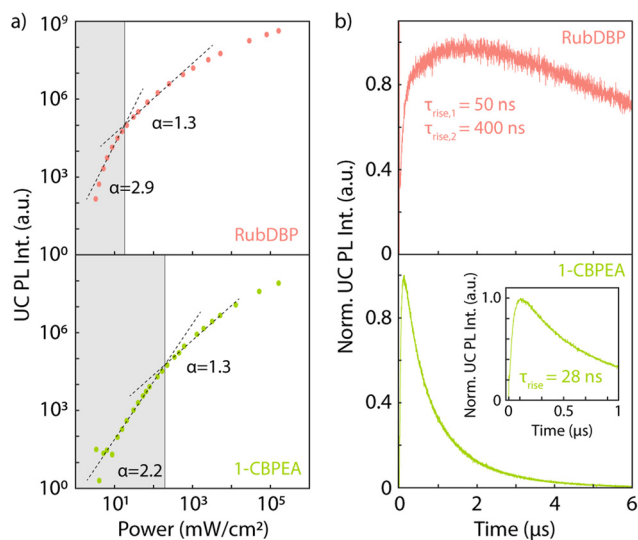 a)
10⁹
10⁶
10³
10⁰
α=1.3
α=2.9
RubDBP
UC PL Int. (a.u.)
10⁶
10³
10⁰
α=1.3
α=2.2
1-CBPEA
10¹
10³
10⁵
Power (mW/cm²)
b)
RubDBP
0.8
0.4
0
τrise,1 = 50 ns
τrise,2 = 400 ns
Norm. UC PL Int. (a.u.)
1-CBPEA
0.8
0.4
0
Norm. UC PL Int. (a.u.)
1.0
0
τrise = 28 ns
0
0.5
1
Time (µs)
0
2
4
6
Time (µs)